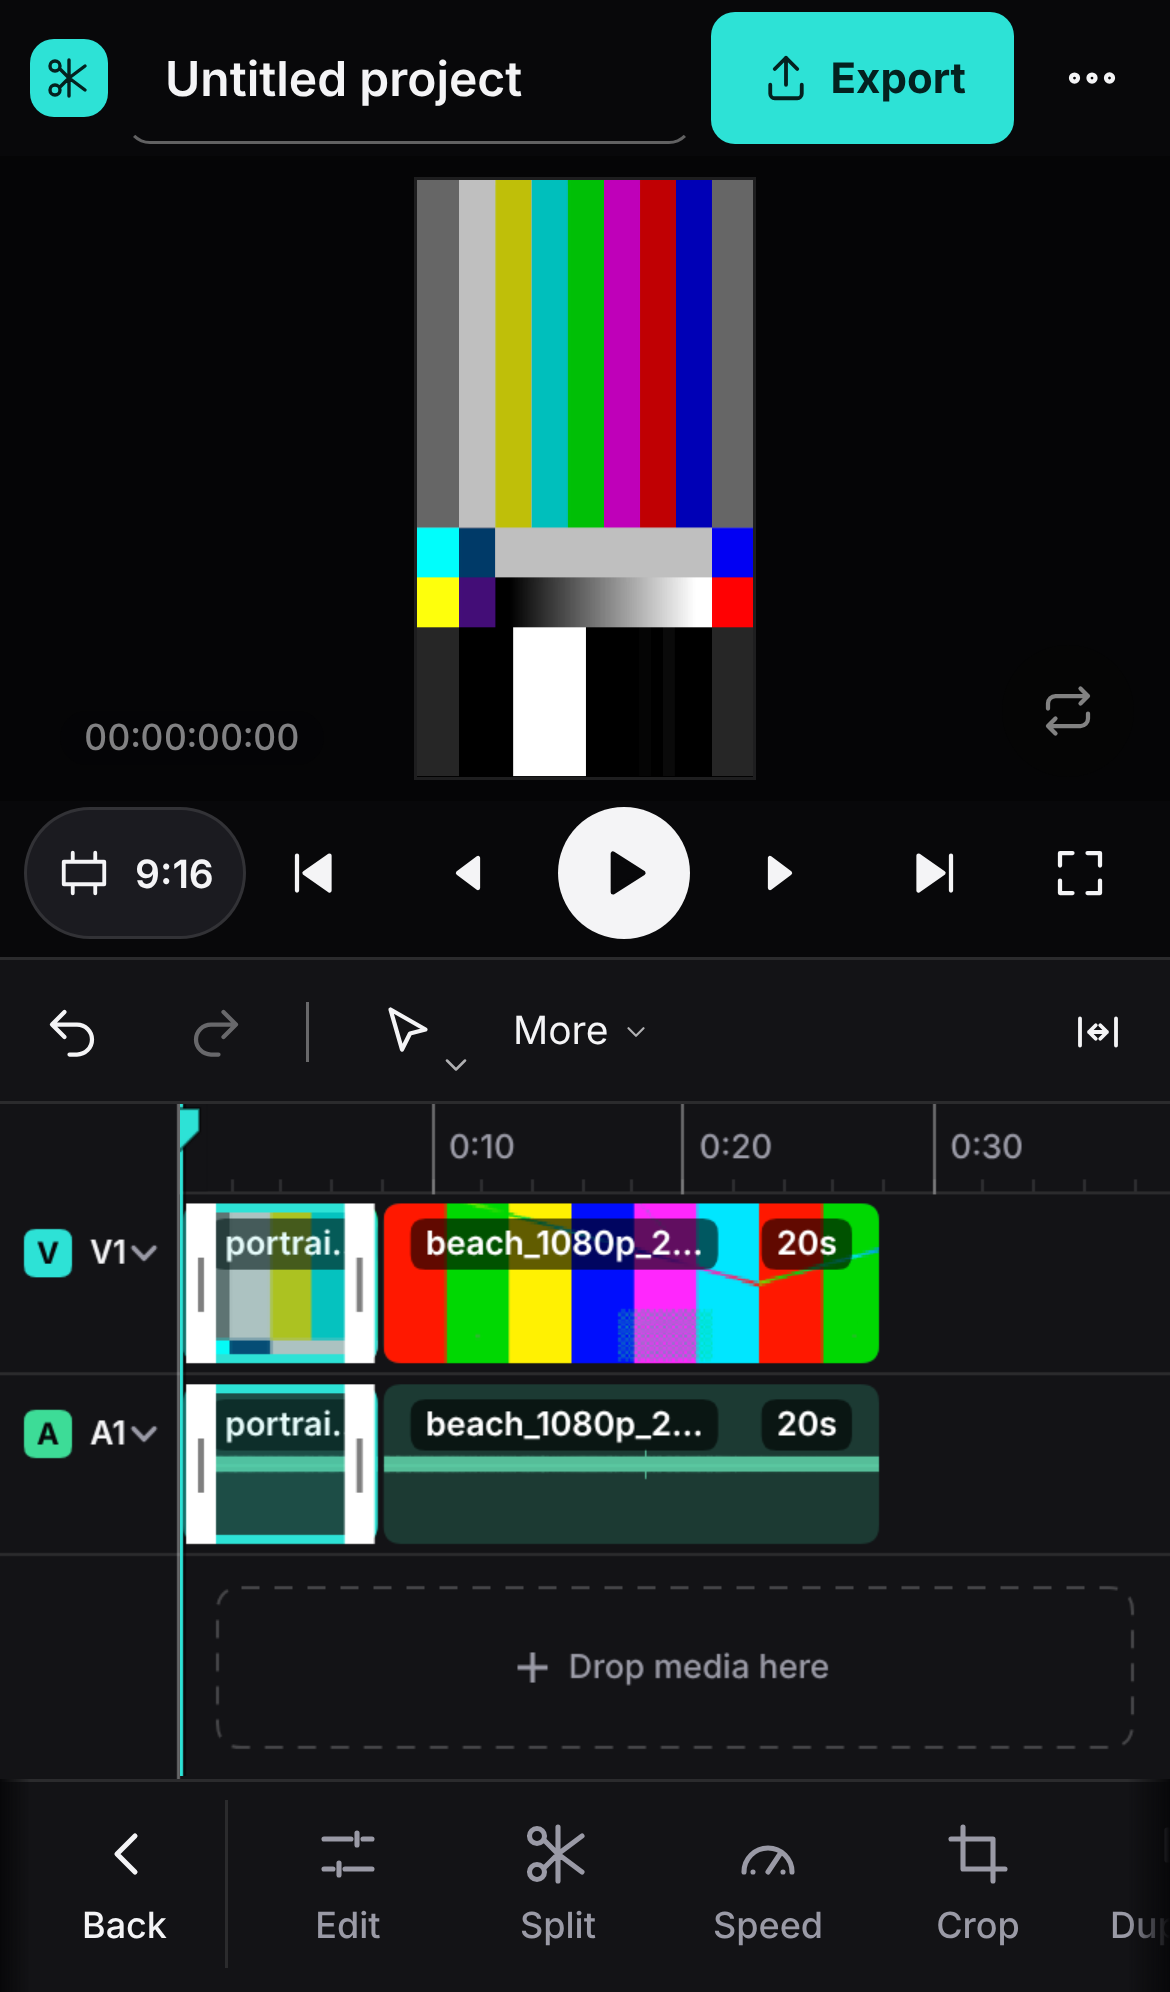 Untitled project
Export
00:00:00:00
9:16
More
0:10
0:20
0:30
V
V1
portrai.
beach_1080p_2...
20s
A
A1
portrai.
beach_1080p_2...
20s
Drop media here
Back
Edit
Split
Speed
Crop